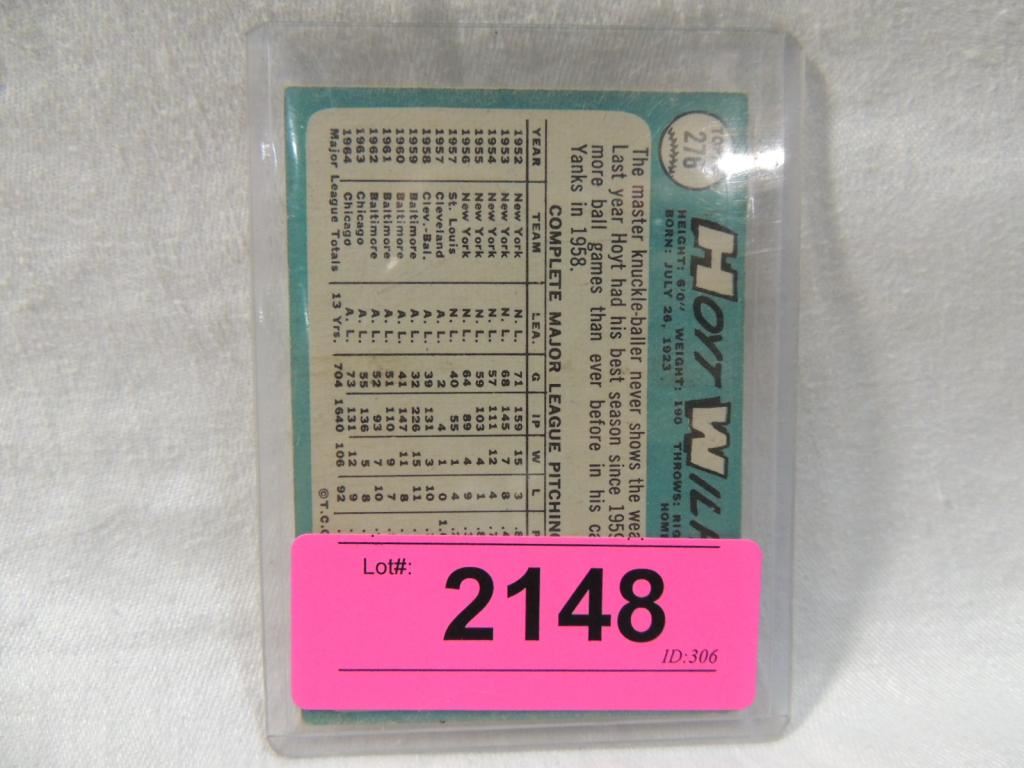 276
HOYT WIL
HEIGHT: 6'0" WEIGHT: 190 THROWS: RIG
BORN: JULY 26, 1923 HOME
The master knuckle-baller never shows the wea
Last year Hoyt had his best season since 1959
more ball games than ever before in his ca
Yanks in 1958.
COMPLETE MAJOR LEAGUE PITCHING
YEAR TEAM LEA. G IP W L P
1952 New York N. L. 71 159 15 3
1953 New York N. L. 68 145 7 8
1954 New York N. L. 57 111 12 4
1955 New York N. L. 59 103 4 1
1956 New York N. L. 64 89 4 9
1957 St. Louis N. L. 40 55 1 4
1957 Cleveland A. L. 2 4 1 0 1.
1958 Clev.-Bal. A. L. 39 131 3 10
1959 Baltimore A. L. 32 226 15 11
1960 Baltimore A. L. 41 147 11 8
1961 Baltimore A. L. 51 110 9 7
1962 Baltimore A. L. 52 93 7 10
1963 Chicago A. L. 55 136 5 8
1964 Chicago A. L. 73 131 12 9
Major League Totals 13 Yrs. 704 1640 106 92
©T.C.
Lot#: 2148
ID:306